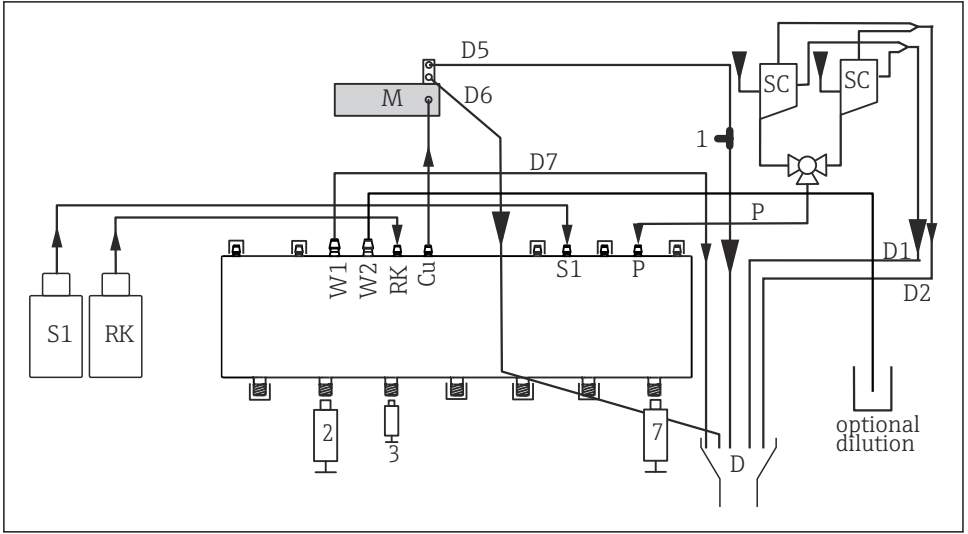 D5
SC
SC
M
D6
1
D7
P
W1
W2
RK
Cu
S1
P
D1
D2
S1
RK
2
3
7
D
optional
dilution